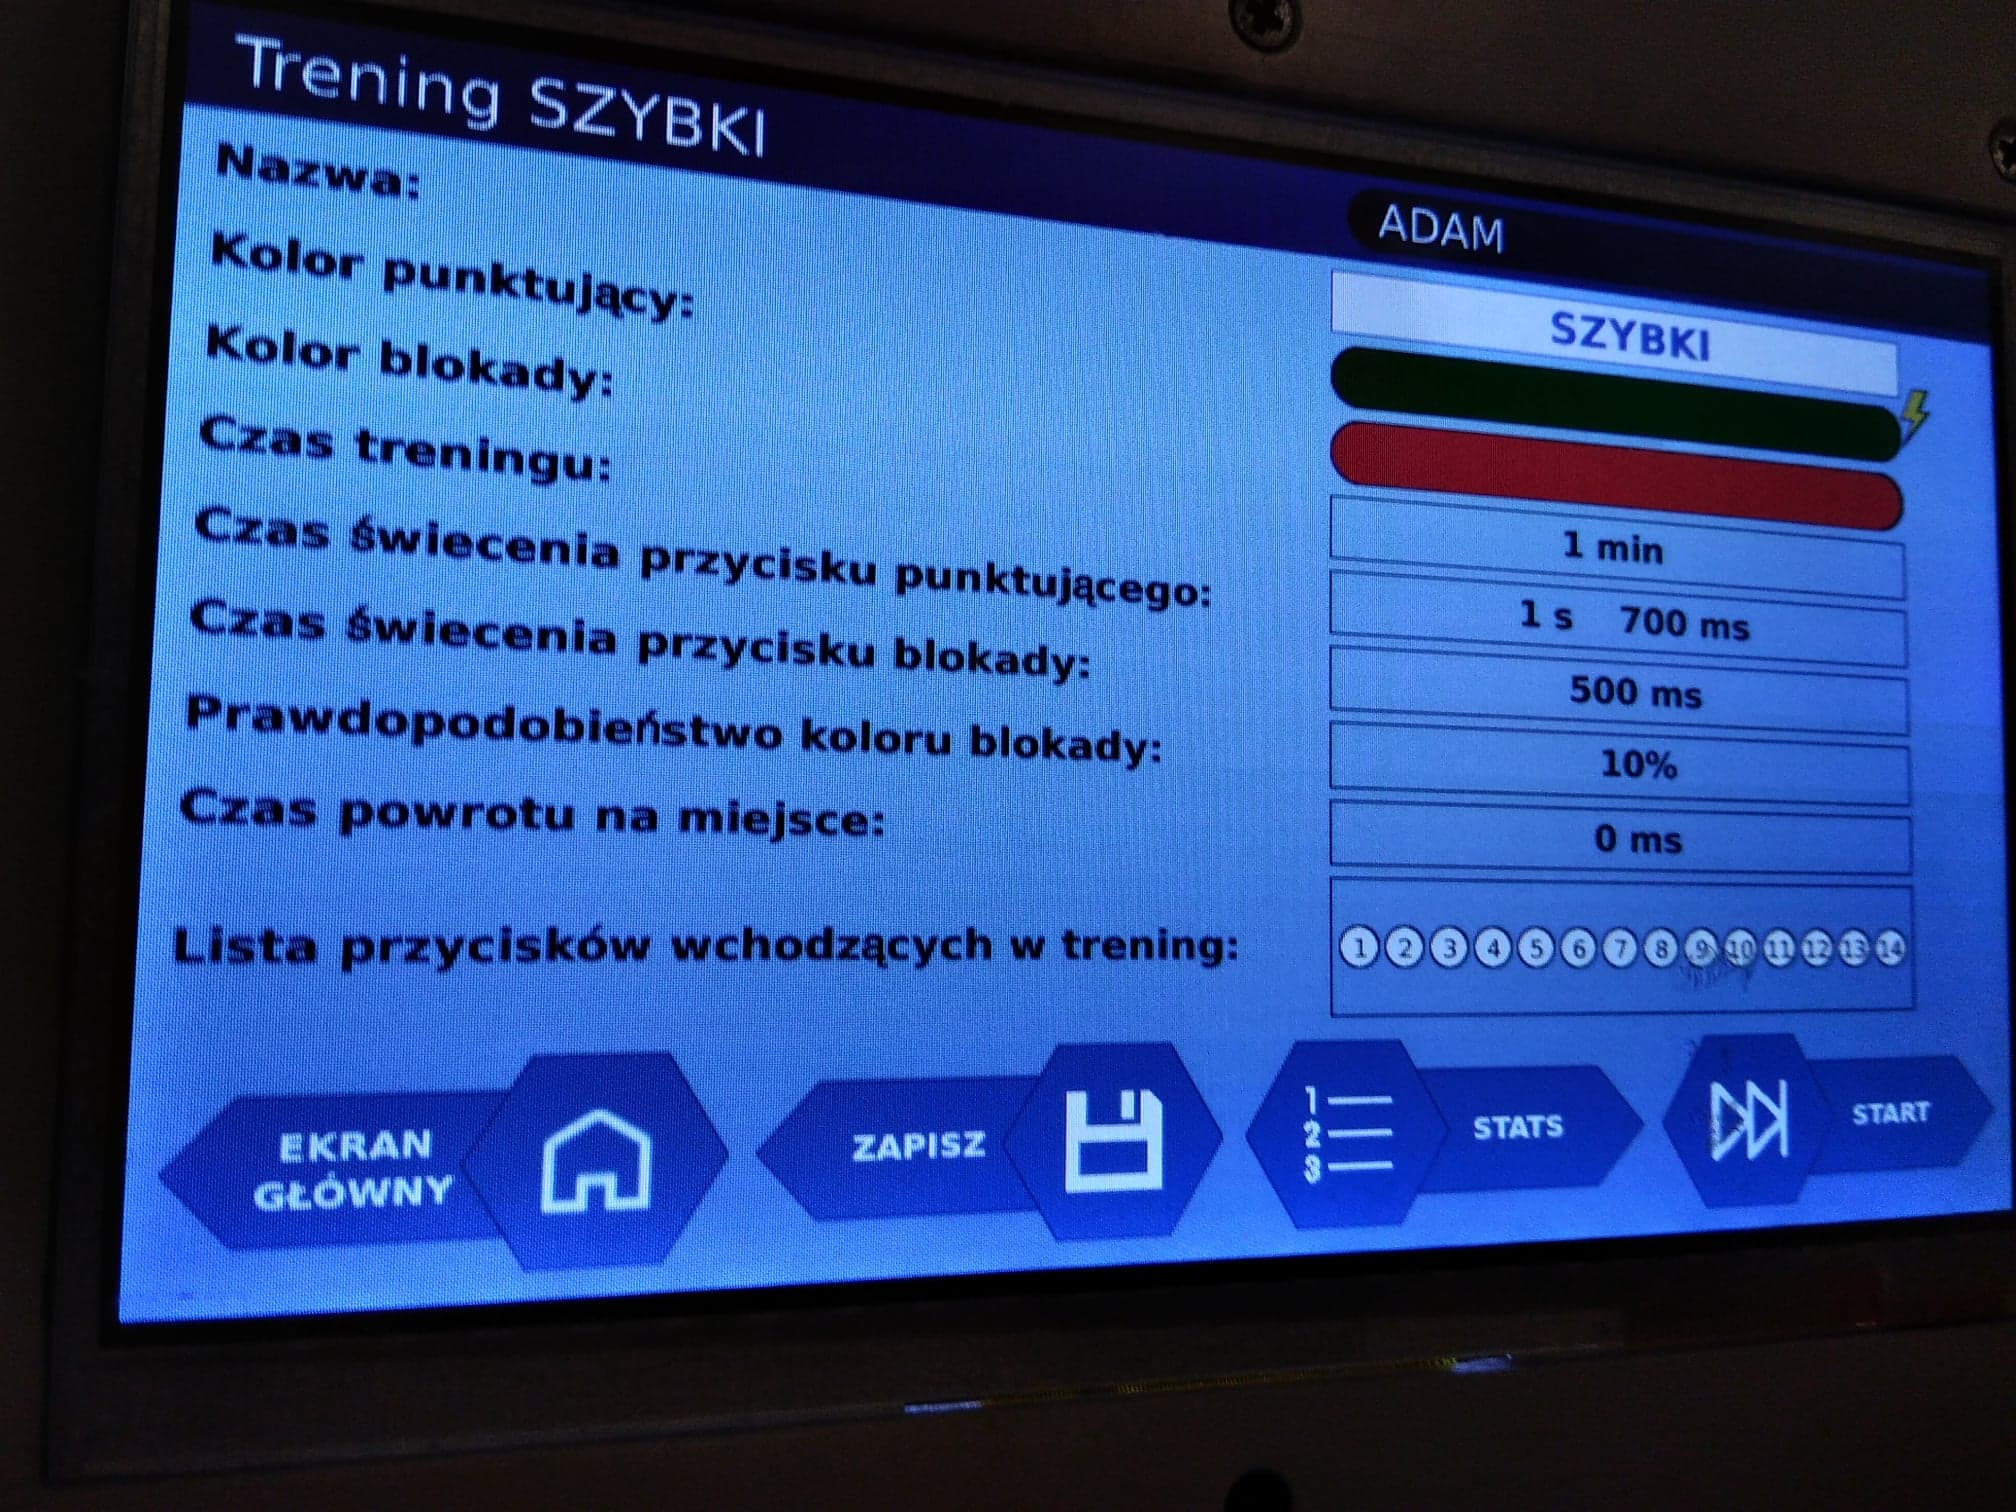 Trening SZYBKI
ADAM
Nazwa:
SZYBKI
Kolor punktujący:
Kolor blokady:
Czas treningu:
1 min
Czas świecenia przycisku punktującego:
1 s 700 ms
Czas świecenia przycisku blokady:
500 ms
Prawdopodobieństwo koloru blokady:
10%
Czas powrotu na miejsce:
0 ms
Lista przycisków wchodzących w trening:
1 2 3 4 5 6 7 8 9 10 11 12 13 14
EKRAN
GŁÓWNY
ZAPISZ
1
2
3
STATS
START